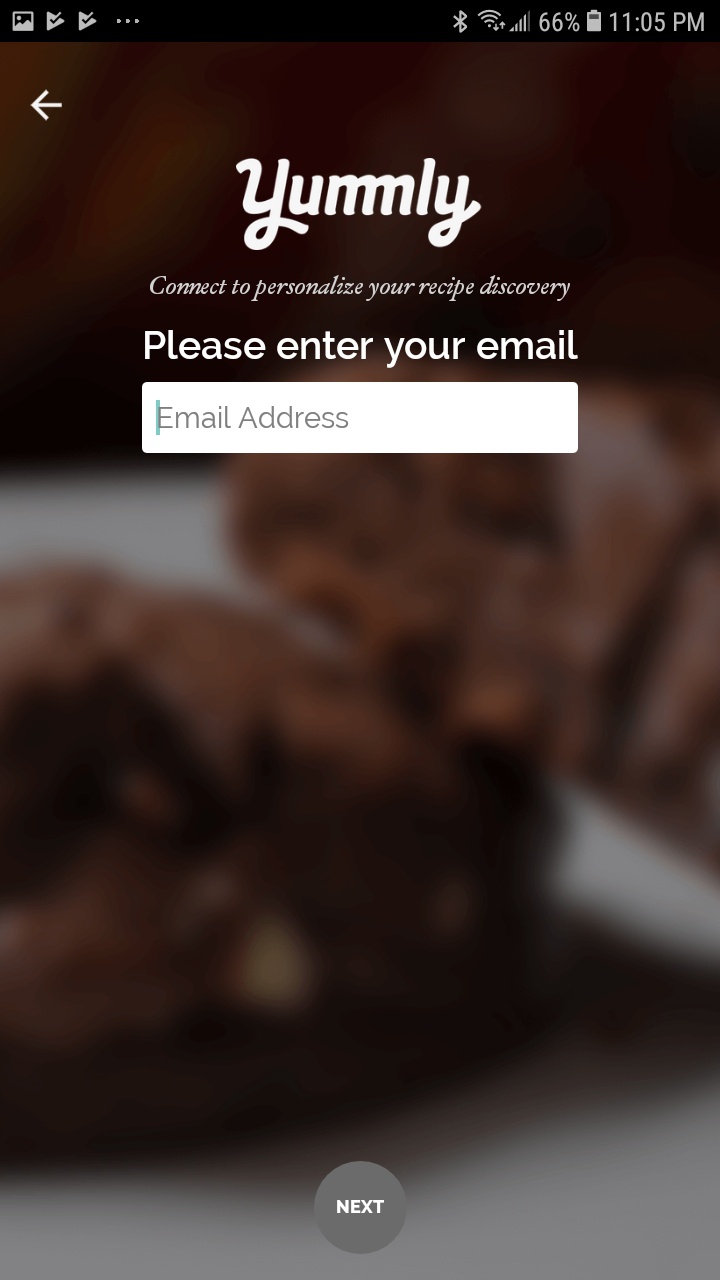 66% 11:05 PM
Yummly
Connect to personalize your recipe discovery
Please enter your email
Email Address
NEXT